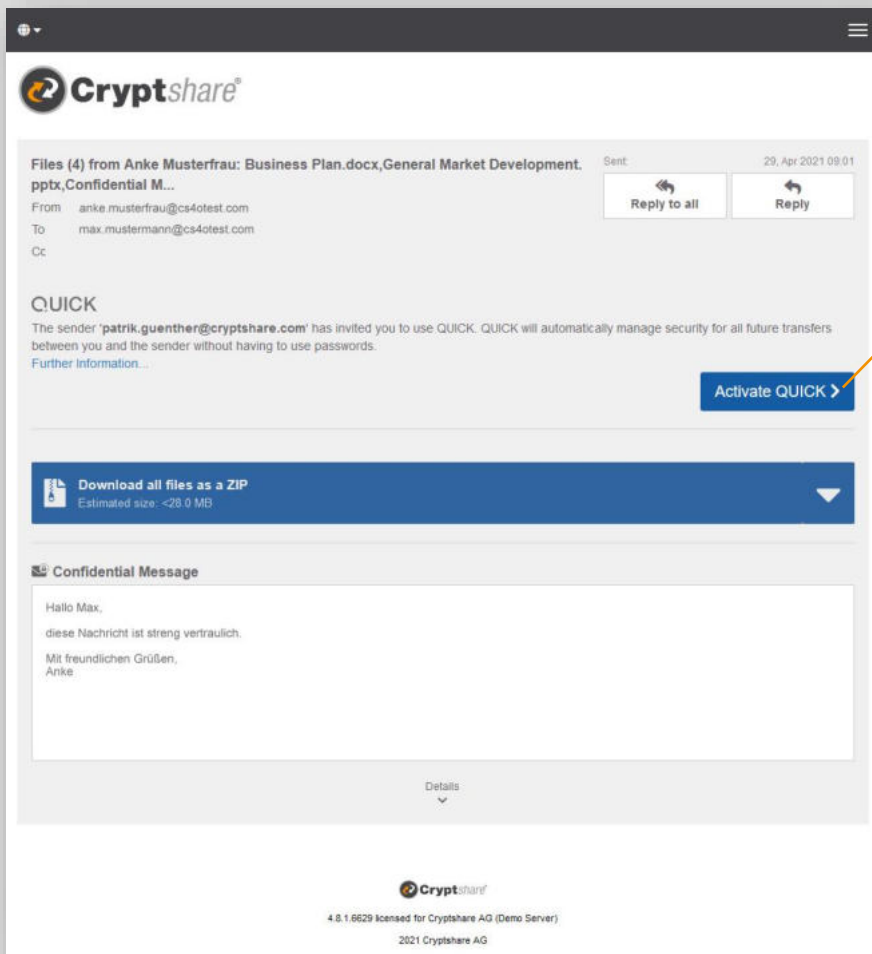 Cryptshare®
Files (4) from Anke Musterfrau: Business Plan.docx,General Market Development.
pptx,Confidential M...
Sent:
29, Apr 2021 09:01
From anke.musterfrau@cs4otest.com
Reply to all
Reply
To max.mustermann@cs4otest.com
Cc
QUICK
The sender 'patrik.guenther@cryptshare.com' has invited you to use QUICK. QUICK will automatically manage security for all future transfers
between you and the sender without having to use passwords.
Further Information...
Activate QUICK
Download all files as a ZIP
Estimated size: <28.0 MB
Confidential Message
Hallo Max,
diese Nachricht ist streng vertraulich.
Mit freundlichen Grüßen,
Anke
Details
Cryptshare®
4.8.1.6629 licensed for Cryptshare AG (Demo Server)
2021 Cryptshare AG